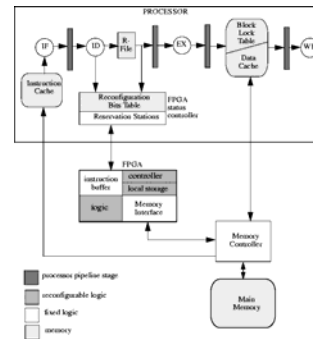 PROCESSOR
IF
ID
R-
File
EX
Block
Lock
Table
Data
Cache
WB
Instruction
Cache
Reconfiguration
Bits Table
Reservation Stations
FPGA
status
controller
FPGA
instruction
buffer
controller
local storage
logic
Memory
Interface
Memory
Controller
Main
Memory
processor pipeline stage
reconfigurable logic
fixed logic
memory